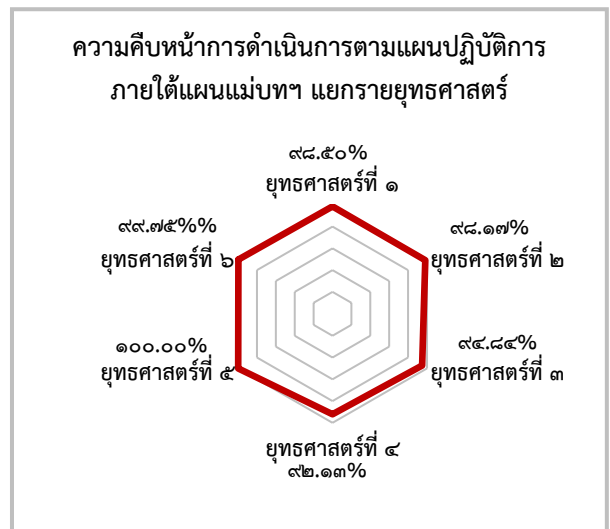 ความคืบหน้าการดำเนินการตามแผนปฏิบัติการ
ภายใต้แผนแม่บทฯ แยกรายยุทธศาสตร์
๙๘.๕๐%
ยุทธศาสตร์ที่ ๑
๙๙.๗๕%%
ยุทธศาสตร์ที่ ๖
๙๘.๑๗%
ยุทธศาสตร์ที่ ๒
๑๐๐.๐๐%
ยุทธศาสตร์ที่ ๕
๙๔.๘๔%
ยุทธศาสตร์ที่ ๓
ยุทธศาสตร์ที่ ๔
๙๒.๑๓%